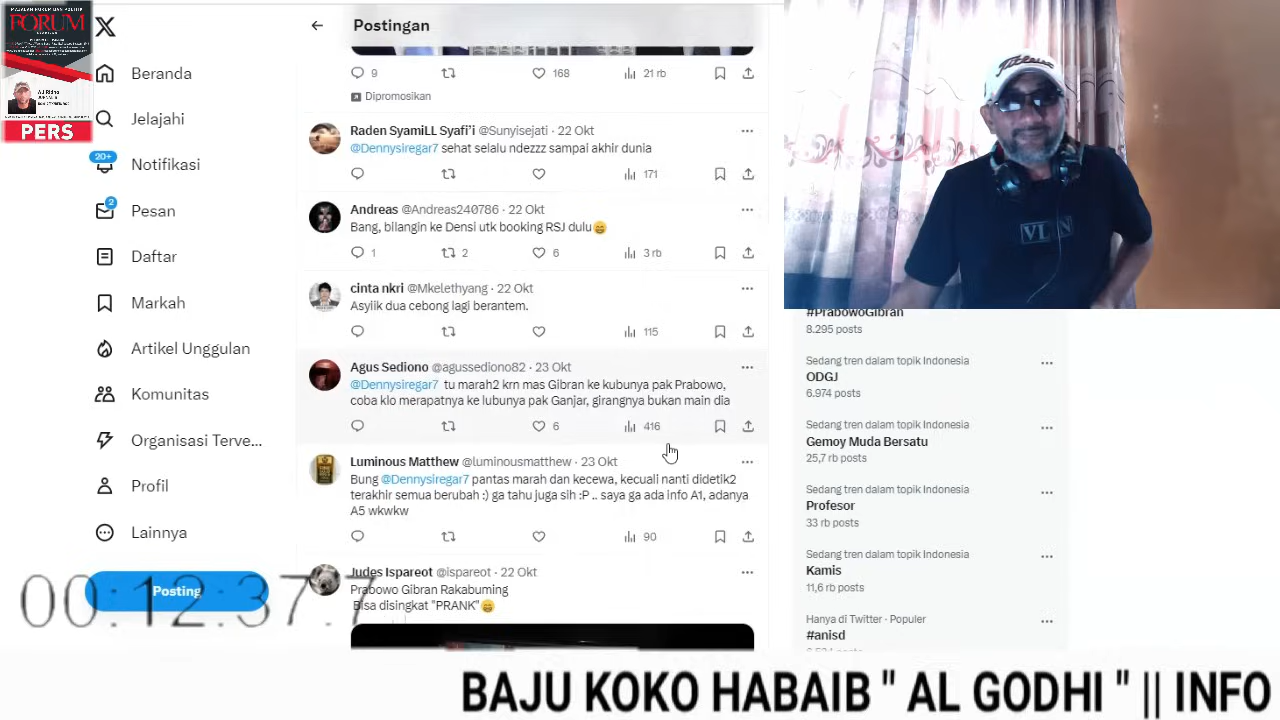 MAJALAH FORUM DAN POLITIK
FORUM
PERS
X
Beranda
Jelajahi
20+
Notifikasi
2
Pesan
Daftar
Markah
Artikel Unggulan
Komunitas
Organisasi Terve...
Profil
Lainnya
Posting
00:12:37.7
Postingan
9 168 21 rb
Dipromosikan
Raden SyamiLL Syafi'i @Sunyisejati · 22 Okt
@Dennysiregar7 sehat selalu ndezzz sampai akhir dunia
171
Andreas @Andreas240786 · 22 Okt
Bang, bilangin ke Densi utk booking RSJ dulu😁
1 2 6 3 rb
cinta nkri @Mkelethyang · 22 Okt
Asyiik dua cebong lagi berantem.
115
Agus Sediono @agussediono82 · 23 Okt
@Dennysiregar7 tu marah2 krn mas Gibran ke kubunya pak Prabowo,
coba klo merapatnya ke lubunya pak Ganjar, girangnya bukan main dia
6 416
Luminous Matthew @luminousmatthew · 23 Okt
Bung @Dennysiregar7 pantas marah dan kecewa, kecuali nanti didetik2
terakhir semua berubah :) ga tahu juga sih :P .. saya ga ada info A1, adanya
A5 wkwkw
90
Judes Ispareot @ispareot · 22 Okt
Prabowo Gibran Rakabuming
Bisa disingkat "PRANK"😁
VLAN
#PrabowoGibran
8.295 posts
Sedang tren dalam topik Indonesia
ODGJ
6.974 posts
Sedang tren dalam topik Indonesia
Gemoy Muda Bersatu
25,7 rb posts
Sedang tren dalam topik Indonesia
Profesor
33 rb posts
Sedang tren dalam topik Indonesia
Kamis
11,6 rb posts
Hanya di Twitter · Populer
#anisd
BAJU KOKO HABAIB " AL GODHI " || INFO